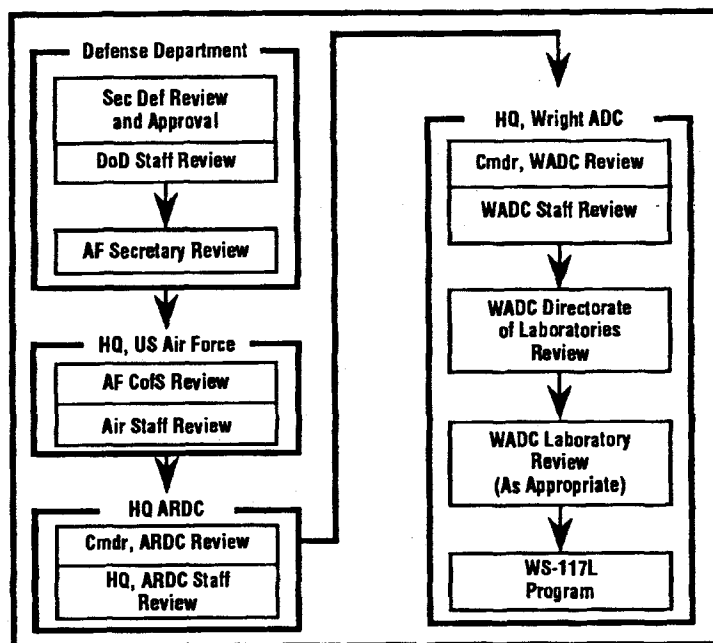 Defense Department
Sec Def Review
and Approval
DoD Staff Review
AF Secretary Review
HQ, US Air Force
AF CofS Review
Air Staff Review
HQ ARDC
Cmdr, ARDC Review
HQ, ARDC Staff
Review
HQ, Wright ADC
Cmdr, WADC Review
WADC Staff Review
WADC Directorate
of Laboratories
Review
WADC Laboratory
Review
(As Appropriate)
WS-117L
Program